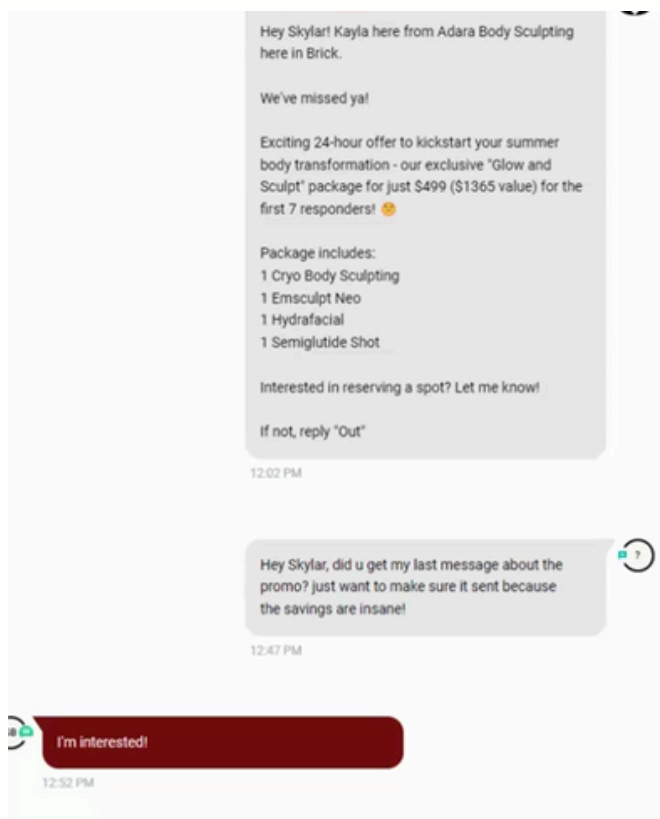 Hey Skylar! Kayla here from Adara Body Sculpting
here in Brick.
We've missed ya!
Exciting 24-hour offer to kickstart your summer
body transformation - our exclusive "Glow and
Sculpt" package for just $499 ($1365 value) for the
first 7 responders! 😊
Package includes:
1 Cryo Body Sculpting
1 Emsculpt Neo
1 Hydrafacial
1 Semiglutide Shot
Interested in reserving a spot? Let me know!
If not, reply "Out"
12:02 PM
?
Hey Skylar, did u get my last message about the
promo? just want to make sure it sent because
the savings are insane!
12:47 PM
I'm interested!
12:52 PM